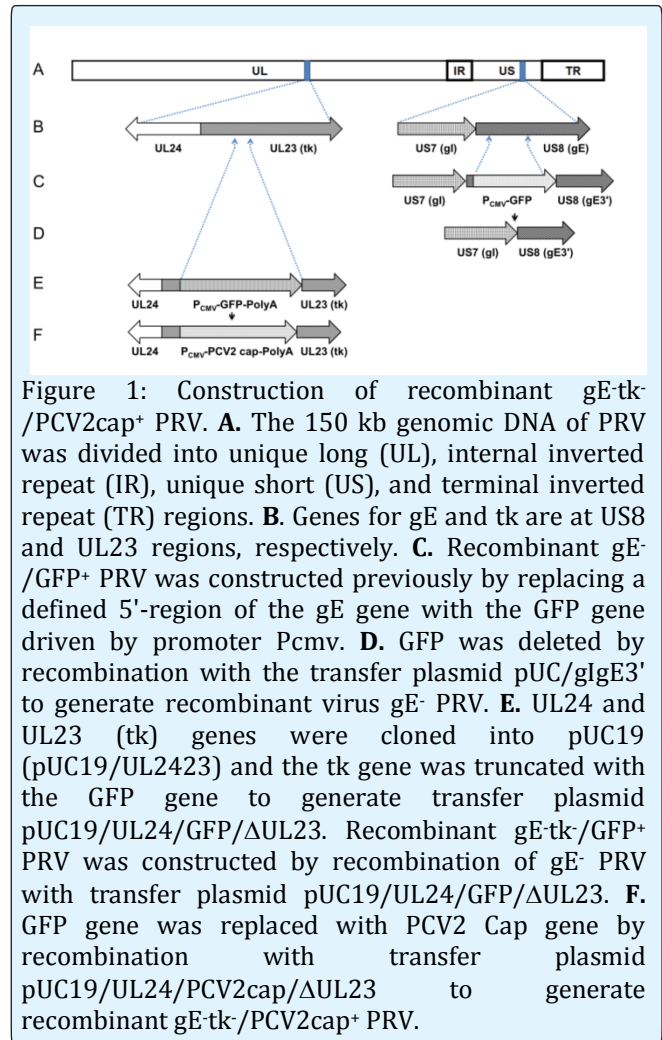 A UL IR US TR
B
UL24 UL23 (tk) US7 (gI) US8 (gE)
C
US7 (gI) P_CMV-GFP US8 (gE3')
D
US7 (gI) US8 (gE3')
E
UL24 P_CMV-GFP-PolyA UL23 (tk)
F
UL24 P_CMV-PCV2 cap-PolyA UL23 (tk)
Figure 1: Construction of recombinant gE-tk-
/PCV2cap+ PRV. A. The 150 kb genomic DNA of PRV
was divided into unique long (UL), internal inverted
repeat (IR), unique short (US), and terminal inverted
repeat (TR) regions. B. Genes for gE and tk are at US8
and UL23 regions, respectively. C. Recombinant gE-
/GFP+ PRV was constructed previously by replacing a
defined 5'-region of the gE gene with the GFP gene
driven by promoter Pcmv. D. GFP was deleted by
recombination with the transfer plasmid pUC/gIgE3'
to generate recombinant virus gE- PRV. E. UL24 and
UL23 (tk) genes were cloned into pUC19
(pUC19/UL2423) and the tk gene was truncated with
the GFP gene to generate transfer plasmid
pUC19/UL24/GFP/ΔUL23. Recombinant gE-tk-/GFP+
PRV was constructed by recombination of gE- PRV
with transfer plasmid pUC19/UL24/GFP/ΔUL23. F.
GFP gene was replaced with PCV2 Cap gene by
recombination with transfer plasmid
pUC19/UL24/PCV2cap/ΔUL23 to generate
recombinant gE-tk-/PCV2cap+ PRV.